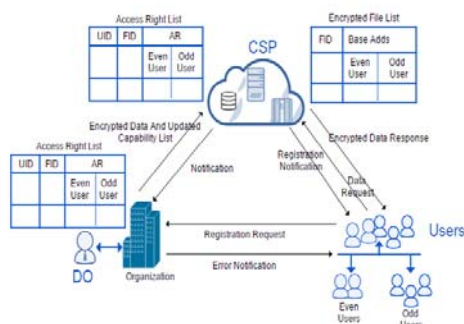 Access Right List
UID FID AR
Even User
Odd User
Encrypted File List
FID Base Adds
Even User
Odd User
CSP
Encrypted Data And Updated
Capability List
Notification
Registration
Notification
Encrypted Data Response
Data
Request
Access Right List
UID FID AR
Even User
Odd User
DO
Organization
Registration Request
Error Notification
Users
Even
Users
Odd